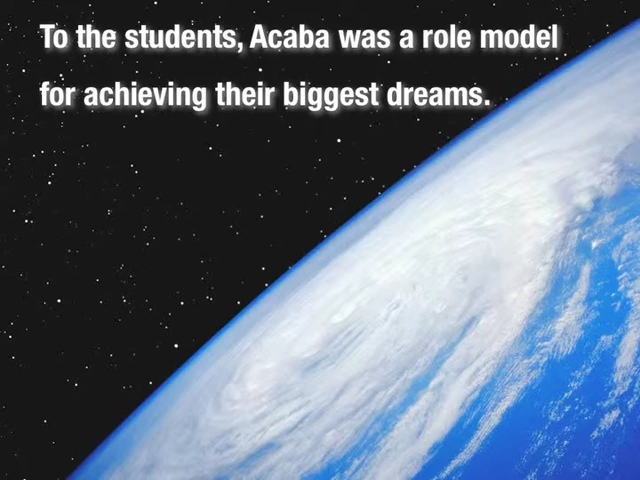 To the students, Acaba was a role model
for achieving their biggest dreams.